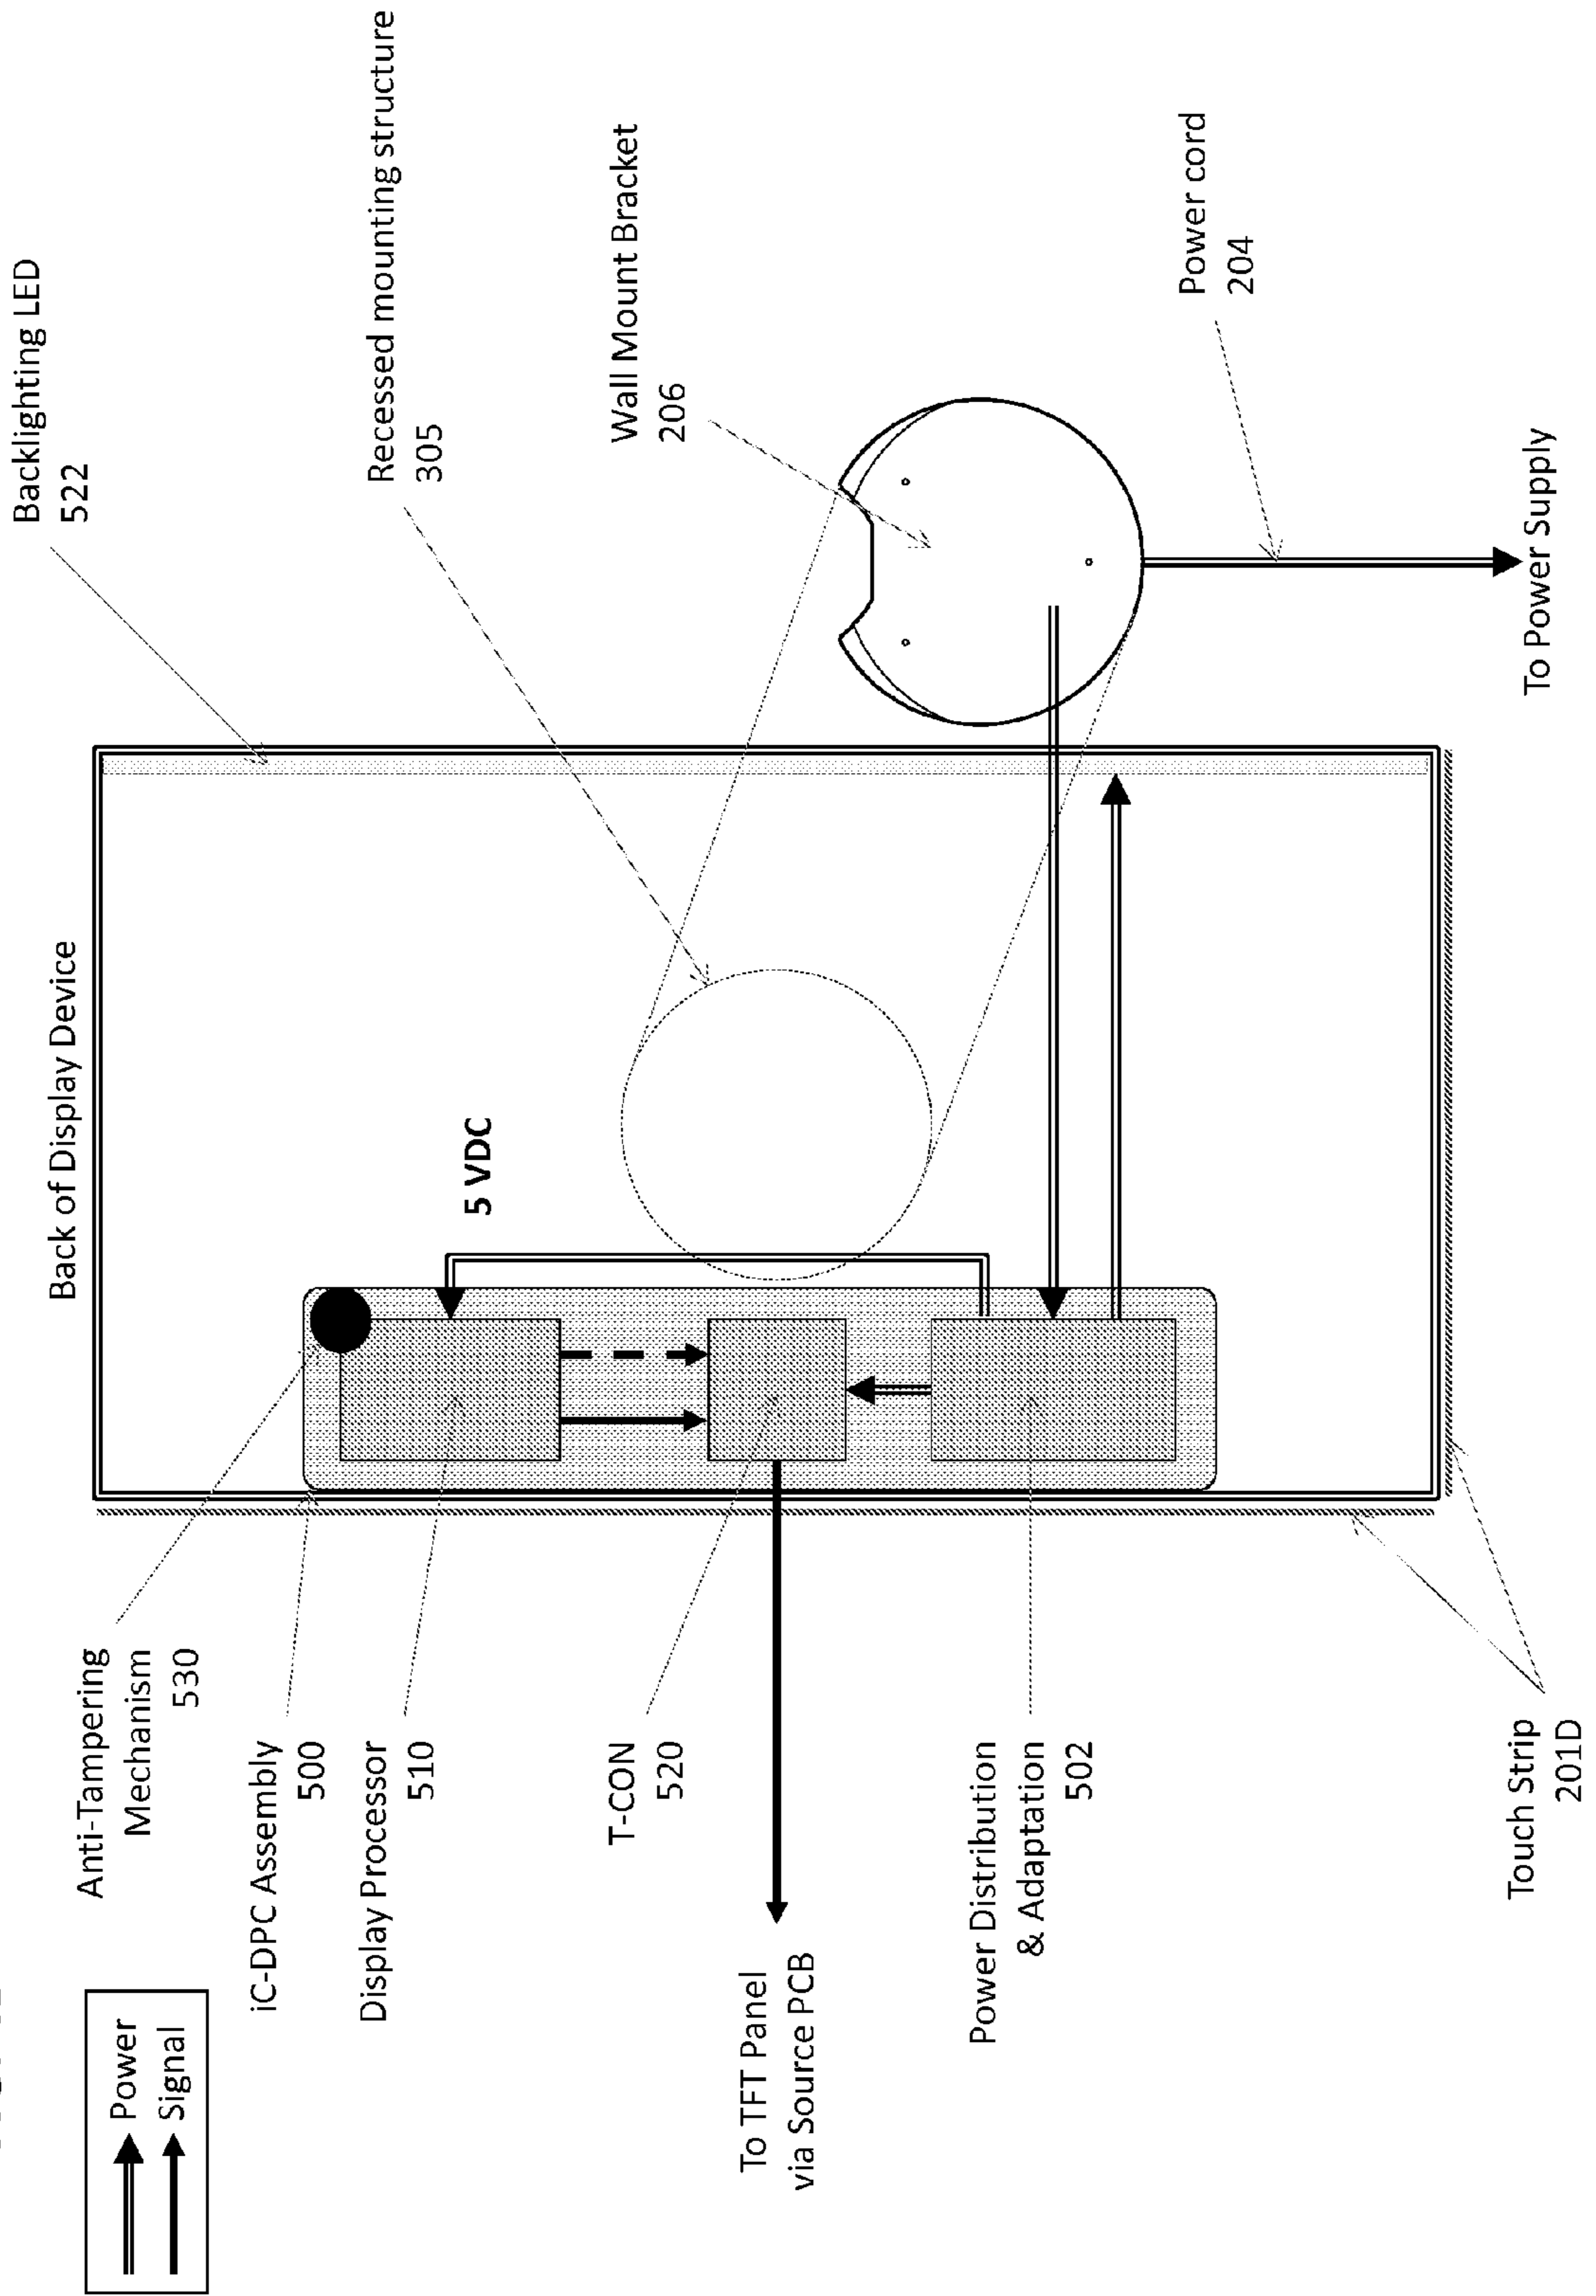 Power
Signal
Back of Display Device
Backlighting LED
522
Recessed mounting structure
305
Wall Mount Bracket
206
Power cord
204
To Power Supply
5 VDC
Anti-Tampering
Mechanism
530
iC-DPC Assembly
500
Display Processor
510
T-CON
520
To TFT Panel
via Source PCB
Power Distribution
& Adaptation
502
Touch Strip
201D